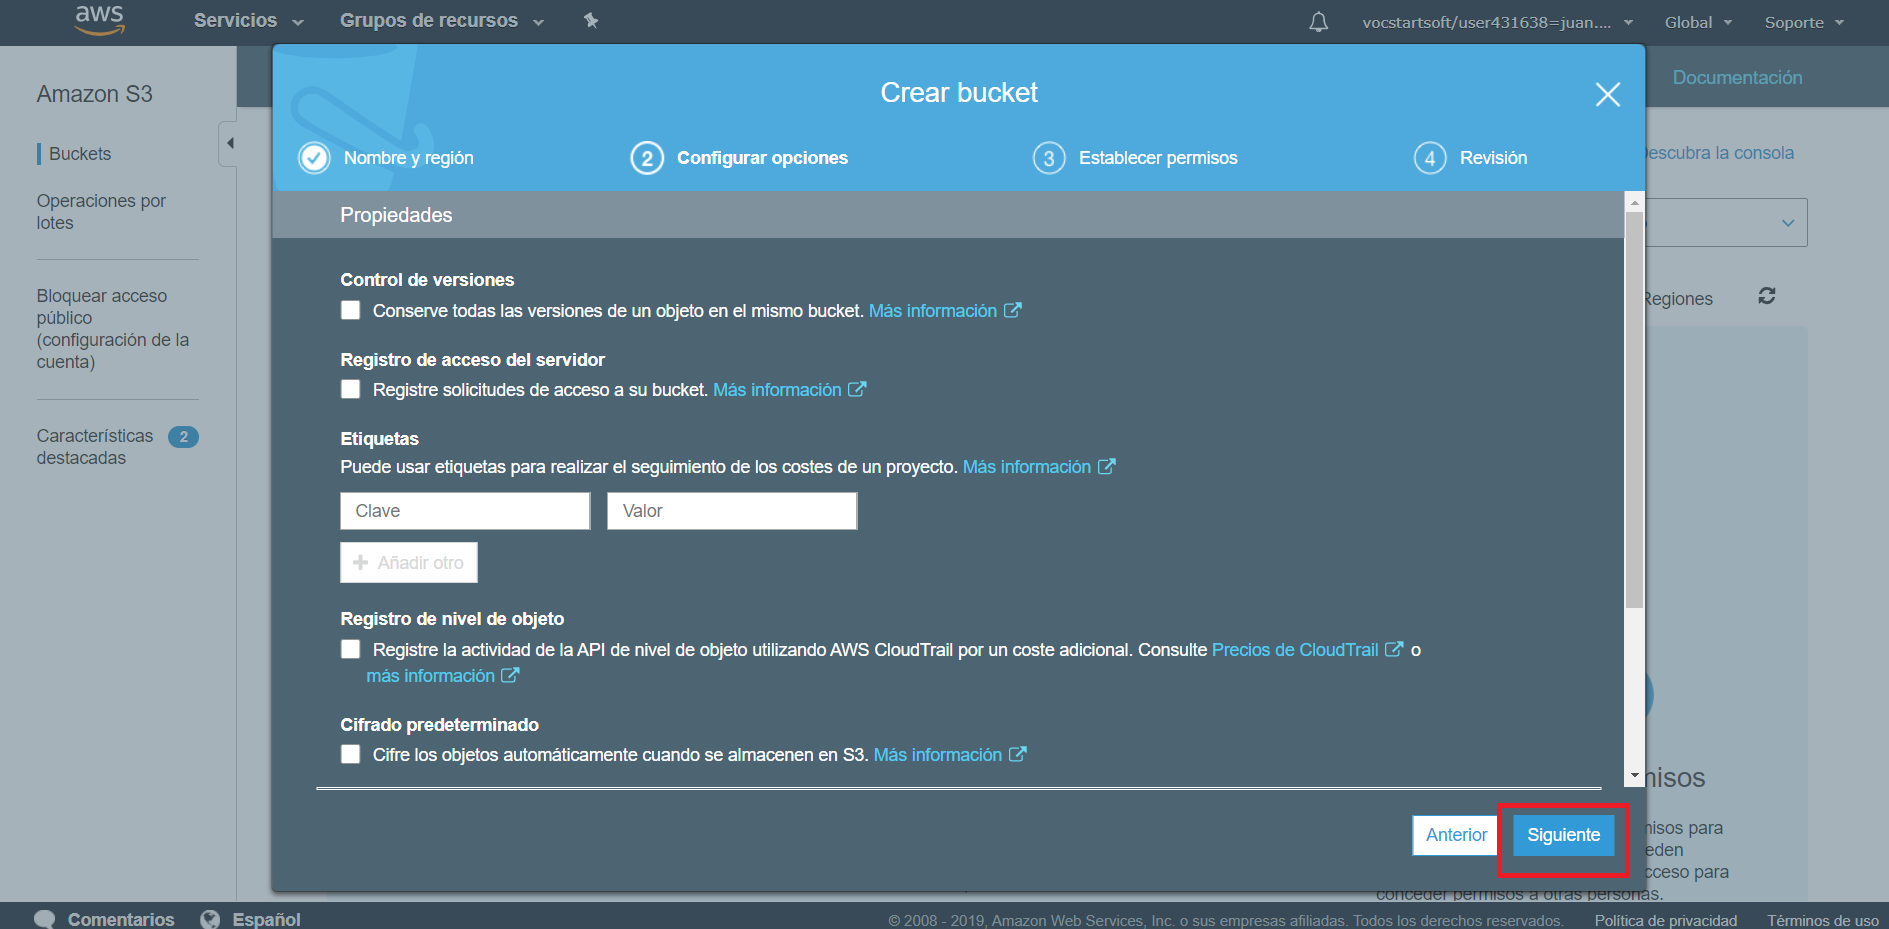 aws
Servicios
Grupos de recursos
vocstartsoft/user431638=juan....
Global
Soporte
Amazon S3
Buckets
Operaciones por
lotes
Bloquear acceso
público
(configuración de la
cuenta)
Características
destacadas
2
Documentación
Crear bucket
Nombre y región
2 Configurar opciones
3 Establecer permisos
4 Revisión
Descubra la consola
Regiones
Propiedades
Control de versiones
Conserve todas las versiones de un objeto en el mismo bucket. Más información
Registro de acceso del servidor
Registre solicitudes de acceso a su bucket. Más información
Etiquetas
Puede usar etiquetas para realizar el seguimiento de los costes de un proyecto. Más información
Clave
Valor
Añadir otro
Registro de nivel de objeto
Registre la actividad de la API de nivel de objeto utilizando AWS CloudTrail por un coste adicional. Consulte Precios de CloudTrail o
más información
Cifrado predeterminado
Cifre los objetos automáticamente cuando se almacenen en S3. Más información
Anterior
Siguiente
misos
misos para
eden
cceso para
conceder permisos a otras personas.
Comentarios
Español
© 2008 - 2019, Amazon Web Services, Inc. o sus empresas afiliadas. Todos los derechos reservados.
Política de privacidad
Términos de uso